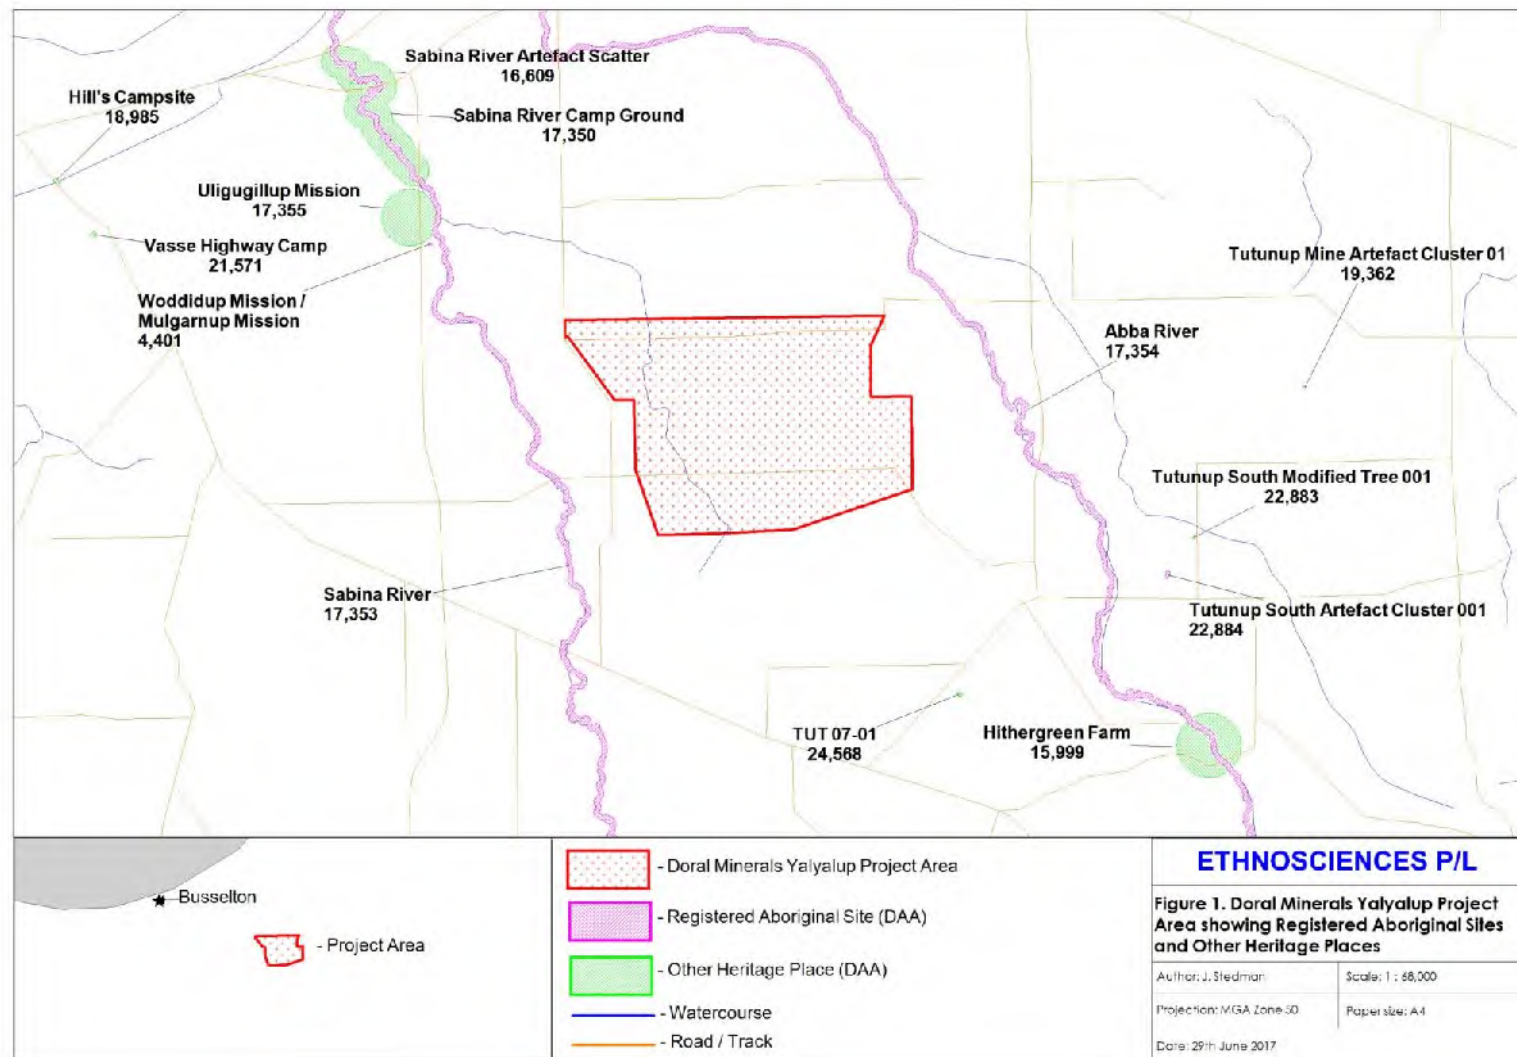 Sabina River Artefact Scatter
16,609
Hill's Campsite
18,985
Sabina River Camp Ground
17,350
Uligugillup Mission
17,355
Vasse Highway Camp
21,571
Woddidup Mission /
Mulgarnup Mission
4,401
Tutunup Mine Artefact Cluster 01
19,362
Abba River
17,354
Tutunup South Modified Tree 001
22,883
Sabina River
17,353
Tutunup South Artefact Cluster 001
22,884
TUT 07-01
24,568
Hithergreen Farm
15,999
Busselton
- Project Area
- Doral Minerals Yalyalup Project Area
- Registered Aboriginal Site (DAA)
- Other Heritage Place (DAA)
- Watercourse
- Road / Track
ETHNOSCIENCES P/L
Figure 1. Doral Minerals Yalyalup Project
Area showing Registered Aboriginal Sites
and Other Heritage Places
Author: J. Stedman
Scale: 1 : 68,000
Projection: MGA Zone 50
Paper size: A4
Date: 29th June 2017